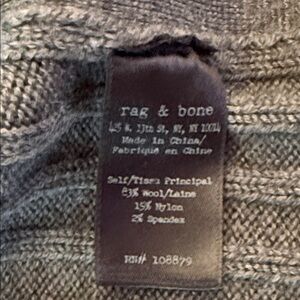 rag & bone
425 W. 13th St, NY, NY 10014
Made in China/
Fabriqué en Chine
Self/Tissu Principal
83% Wool/Laine
15% Nylon
2% Spandex
RN# 108879